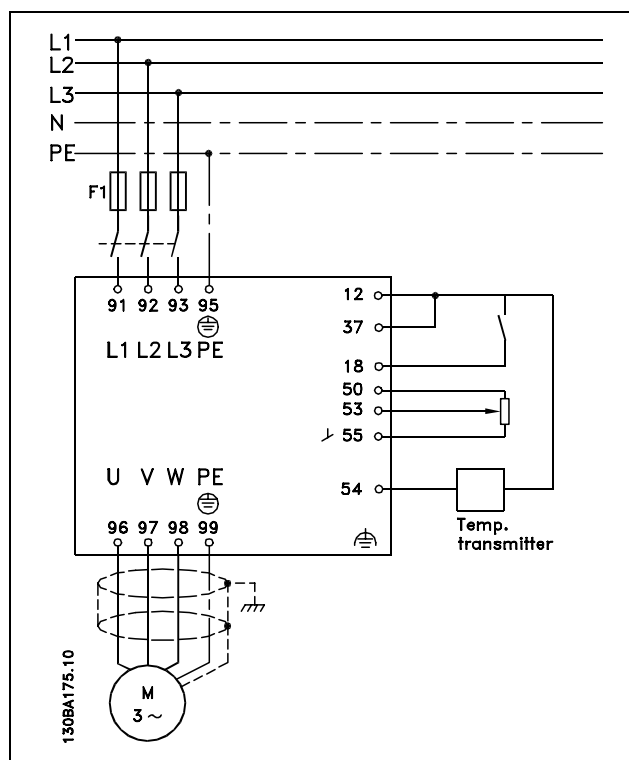 L1
L2
L3
N
PE
F1
91 92 93 95
L1 L2 L3 PE
12
37
18
50
53
55
54
U V W PE
96 97 98 99
Temp.
transmitter
M
3 ~
130BA175.10